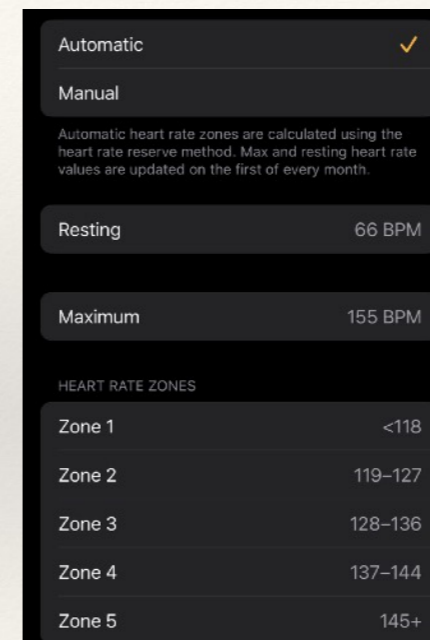 Automatic ✓
Manual
Automatic heart rate zones are calculated using the
heart rate reserve method. Max and resting heart rate
values are updated on the first of every month.
Resting 66 BPM
Maximum 155 BPM
HEART RATE ZONES
Zone 1 <118
Zone 2 119–127
Zone 3 128–136
Zone 4 137–144
Zone 5 145+